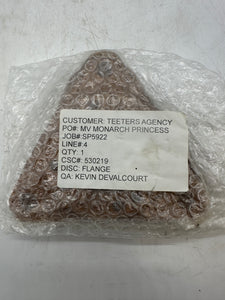 CUSTOMER: TEETERS AGENCY
PO#: MV MONARCH PRINCESS
JOB#:SP5922
LINE#:4
QTY: 1
CSC#: 530219
DISC: FLANGE
QA: KEVIN DEVALCOURT